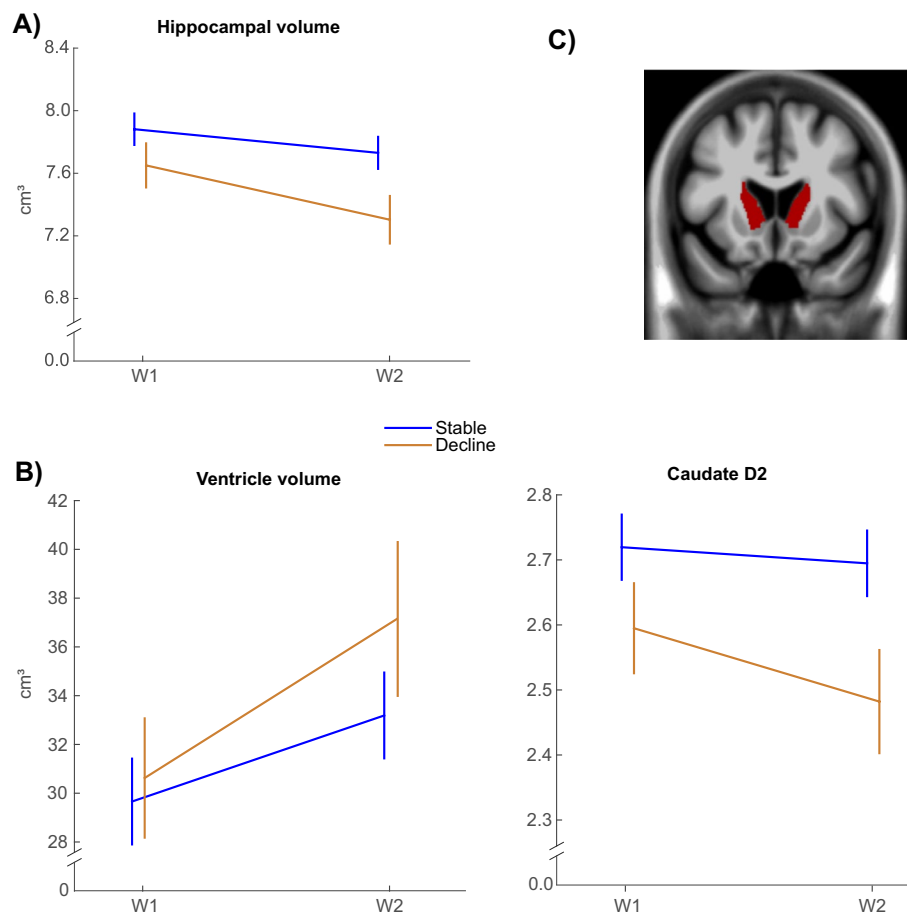 A)
Hippocampal volume
8.4
8.0
7.6
7.2
6.8
0.0
cm³
W1
W2
C)
Stable
Decline
B)
Ventricle volume
42
40
38
36
34
32
30
28
0
cm³
W1
W2
Caudate D2
2.8
2.7
2.6
2.5
2.4
2.3
0.0
W1
W2